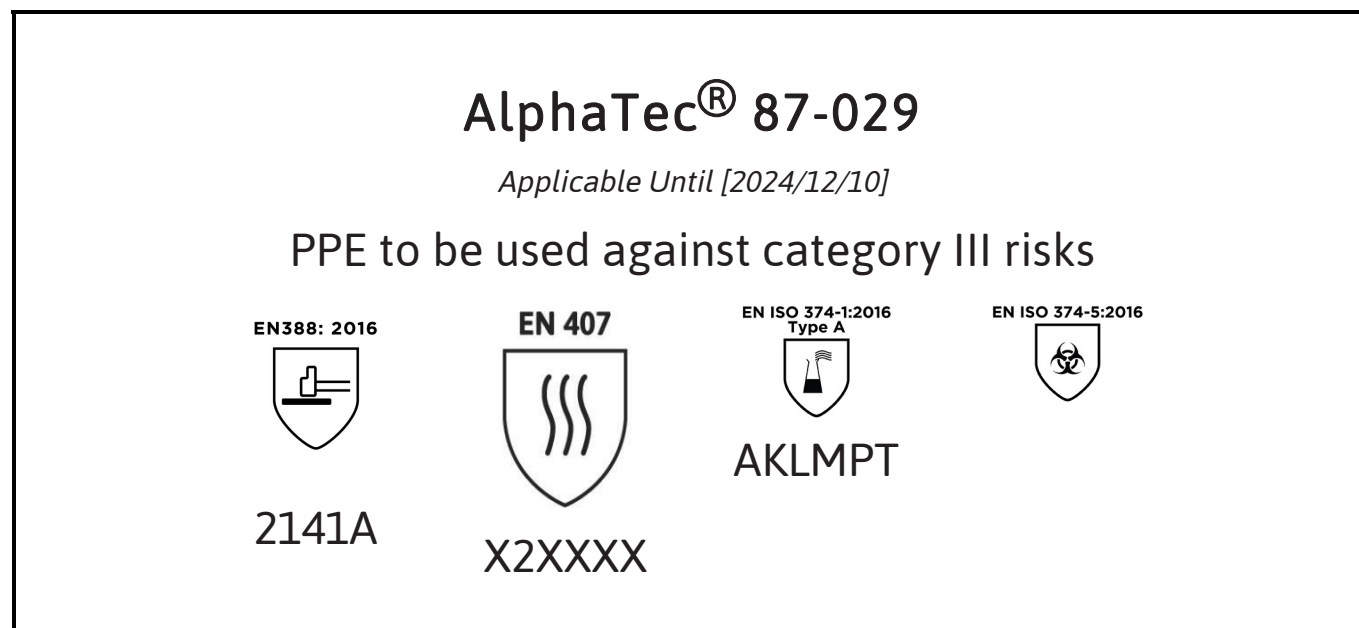 AlphaTec® 87-029
Applicable Until [2024/12/10]
PPE to be used against category III risks
EN388: 2016
EN 407
EN ISO 374-1:2016
Type A
EN ISO 374-5:2016
2141A
X2XXXX
AKLMPT